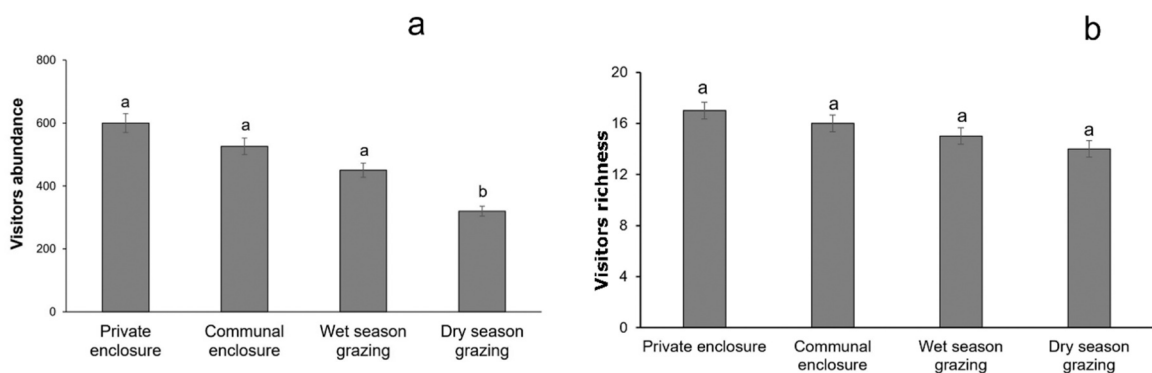 a
800
600
400
200
0
Visitors abundance
a
a
a
b
Private
enclosure
Communal
enclosure
Wet season
grazing
Dry season
grazing
b
20
16
12
8
4
0
Visitors richness
a
a
a
a
Private enclosure
Communal
enclosure
Wet season
grazing
Dry season
grazing